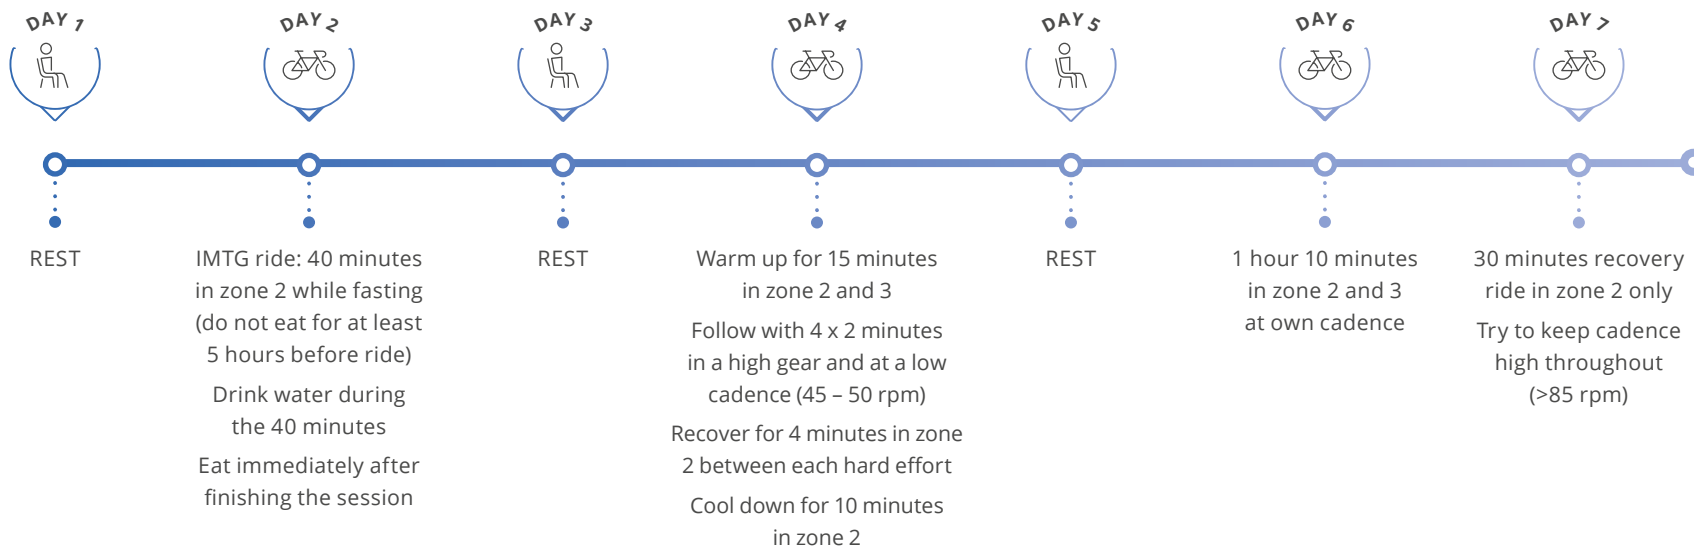 DAY 1
REST
DAY 2
IMTG ride: 40 minutes
in zone 2 while fasting
(do not eat for at least
5 hours before ride)
Drink water during
the 40 minutes
Eat immediately after
finishing the session
DAY 3
REST
DAY 4
Warm up for 15 minutes
in zone 2 and 3
Follow with 4 x 2 minutes
in a high gear and at a low
cadence (45 – 50 rpm)
Recover for 4 minutes in zone
2 between each hard effort
Cool down for 10 minutes
in zone 2
DAY 5
REST
DAY 6
1 hour 10 minutes
in zone 2 and 3
at own cadence
DAY 7
30 minutes recovery
ride in zone 2 only
Try to keep cadence
high throughout
(>85 rpm)